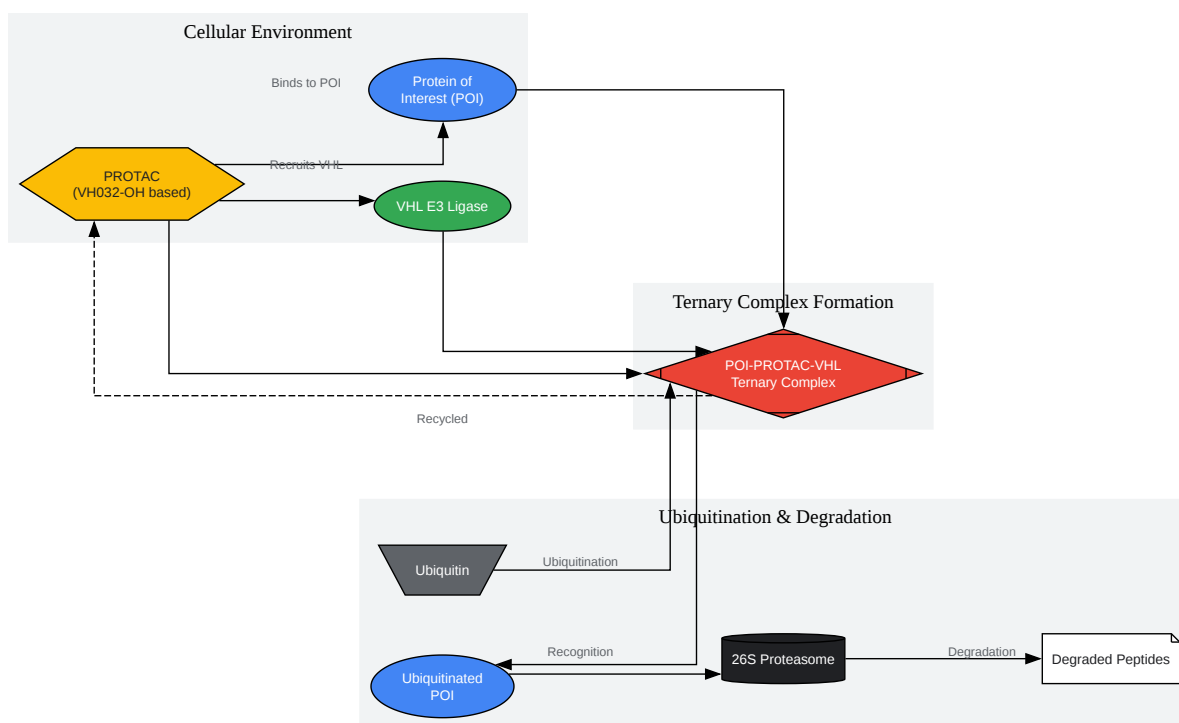 Cellular Environment
Binds to POI
Protein of
Interest (POI)
Recruits VHL
PROTAC
(VH032-OH based)
VHL E3 Ligase
Ternary Complex Formation
POI-PROTAC-VHL
Ternary Complex
Recycled
Ubiquitination & Degradation
Ubiquitin
Ubiquitination
Recognition
Ubiquitinated
POI
26S Proteasome
Degradation
Degraded Peptides